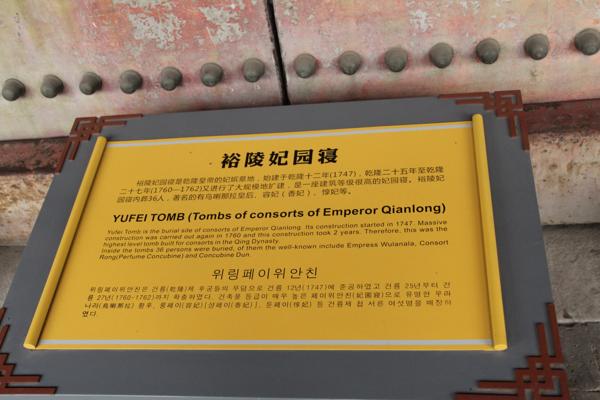 裕陵妃园寝
裕陵妃园寝是乾隆皇帝的妃嫔墓地，始建于乾隆十二年(1747)，乾隆二十五年至乾隆
二十七年(1760—1762)又进行了大规模地扩建，是一座建筑等级很高的妃园寝。裕陵妃
园寝内葬36人，著名的有乌喇那拉皇后、容妃（香妃）、惇妃等。
YUFEI TOMB (Tombs of consorts of Emperor Qianlong)
Yufei Tomb is the burial site of consorts of Emperor Qianlong. Its construction started in 1747. Massive
construction was carried out again in 1760 and this construction took 2 years. Therefore, this was the
highest level tomb built for consorts in the Qing Dynasty.
Inside the tombs 36 persons were buried, of them the well-known include Empress Wulanala, Consort
Rong(Perfume Concubine) and Concubine Dun.
위링페이위안친
위링페이위안친은 건륭(乾隆)제 후궁들의 무덤으로 건륭 12년(1747)에 준공하였고 건륭 25년부터 건
륭 27년(1760-1762)까지 확충하였다. 건축물 등급이 매우 높은 페이위안친(妃園寢)으로 유명한 우라
나라(烏喇那拉) 황후, 룽페이(容妃)[샹페이(香妃)], 둔페이(惇妃) 등 건륭제 첩 서른 여섯명을 매장하
였다.